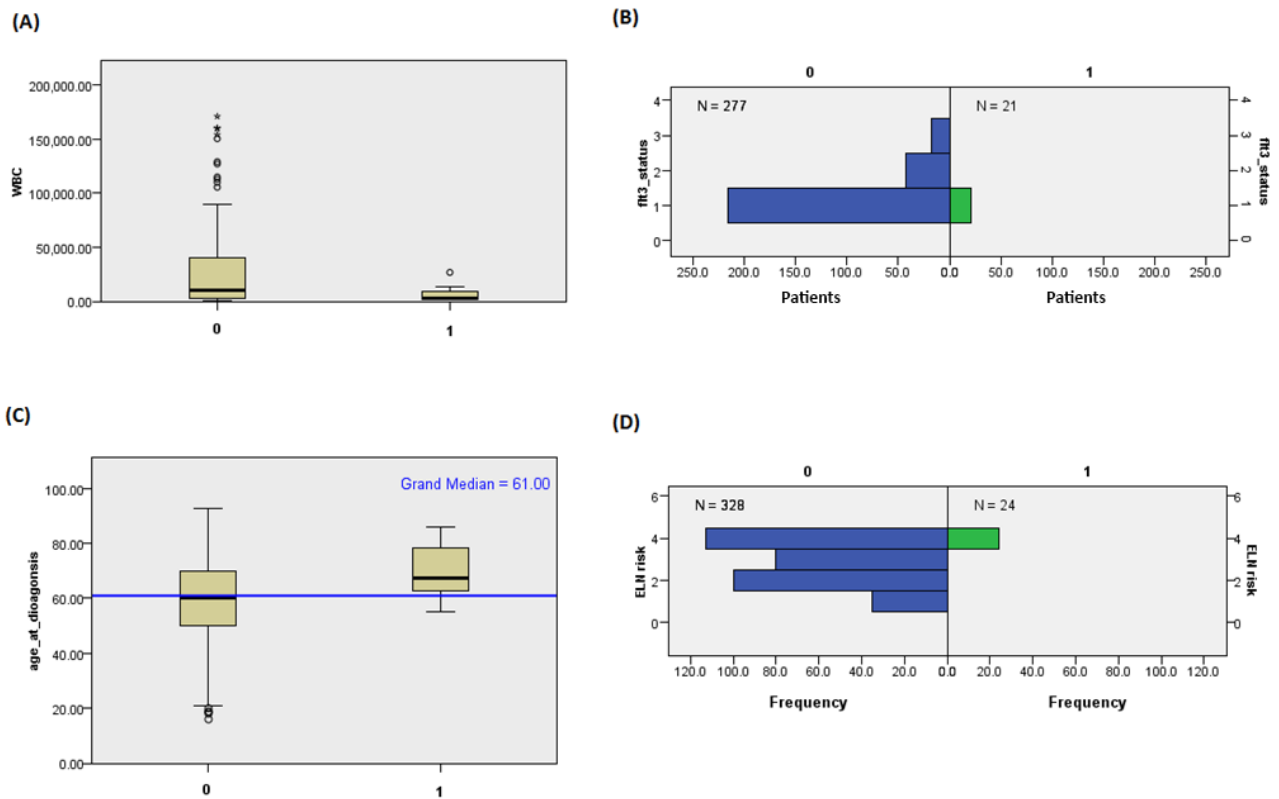 (A)
200,000.00
150,000.00
100,000.00
50,000.00
0.00
WBC
0 1
(B)
0 1
N = 277 N = 21
4
3
2
1
0
flt3_status
4
3
2
1
0
flt3_status
250.0 200.0 150.0 100.0 50.0 0.0 50.0 100.0 150.0 200.0 250.0
Patients Patients
(C)
Grand Median = 61.00
100.00
80.00
60.00
40.00
20.00
0.00
age_at_dioagonsis
0 1
(D)
0 1
N = 328 N = 24
6
4
2
0
ELN risk
6
4
2
0
ELN risk
120.0 100.0 80.0 60.0 40.0 20.0 0.0 20.0 40.0 60.0 80.0 100.0 120.0
Frequency Frequency